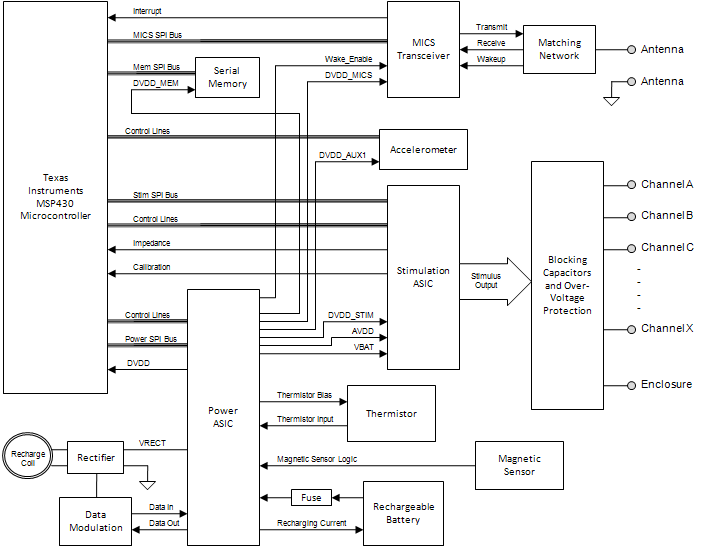 Interrupt
MICS SPI Bus
Mem SPI Bus
DVDD_MEM
Serial
Memory
Wake_Enable
DVDD_MICS
MICS
Transceiver
Transmit
Receive
Wakeup
Matching
Network
Antenna
Antenna
Control Lines
DVDD_AUX1
Accelerometer
Texas
Instruments
MSP430
Microcontroller
Stim SPI Bus
Control Lines
Impedance
Calibration
Stimulation
ASIC
Stimulus
Output
Blocking
Capacitors
and Over-
Voltage
Protection
Channel A
Channel B
Channel C
-
-
-
-
Channel X
Enclosure
Control Lines
Power SPI Bus
DVDD
DVDD_STIM
AVDD
VBAT
Power
ASIC
Thermistor Bias
Thermistor Input
Thermistor
Magnetic Sensor Logic
Magnetic
Sensor
Fuse
Recharging Current
Rechargeable
Battery
Recharge
Coil
Rectifier
VRECT
Data
Modulation
Data In
Data Out